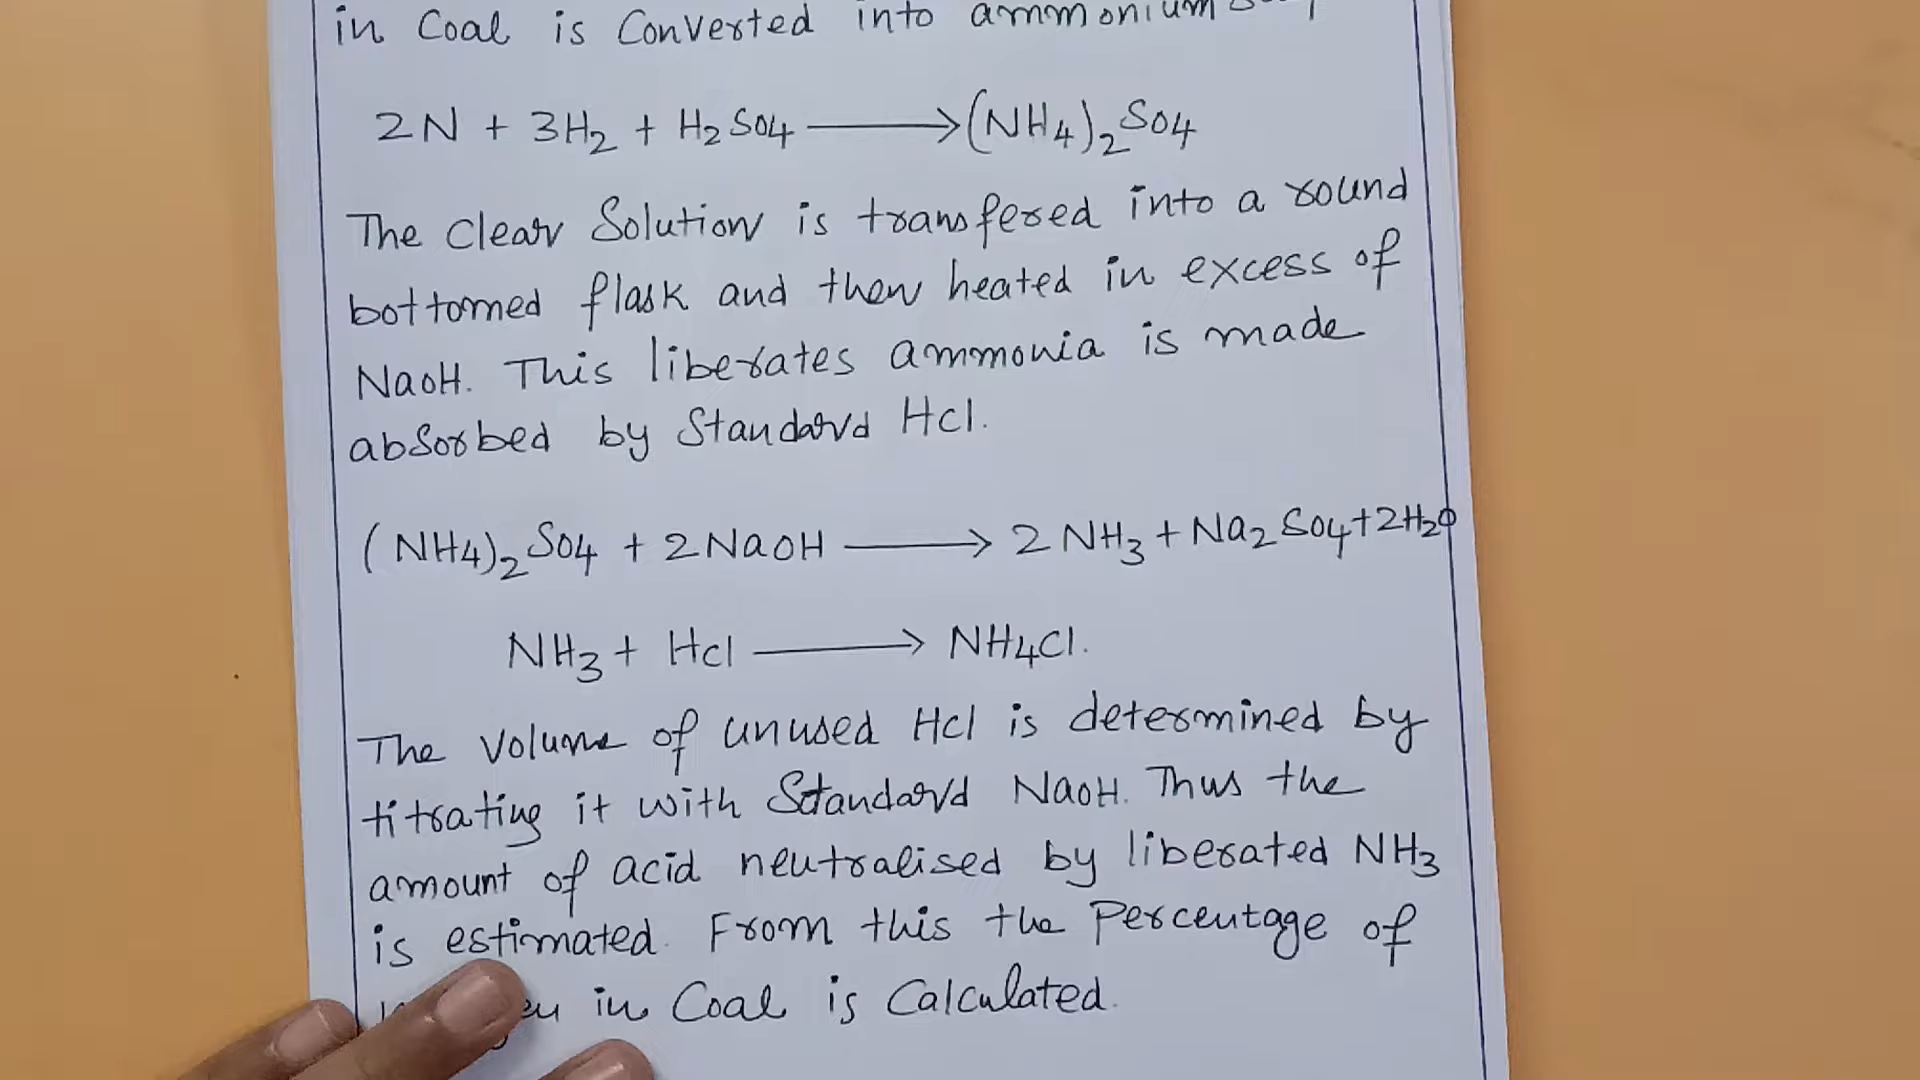 in Coal is Converted into ammonium
2N + 3H2 + H2SO4 ⟶ (NH4)2SO4
The Clear Solution is transfered into a round
bottomed flask and then heated in excess of
NaOH. This liberates ammonia is made
absorbed by Standard Hcl.
(NH4)2SO4 + 2NaOH ⟶ 2NH3 + Na2SO4+2H2O
NH3 + Hcl ⟶ NH4Cl.
The Volume of unused Hcl is determined by
titrating it with Standard NaOH. Thus the
amount of acid neutralised by liberated NH3
is estimated. From this the Percentage of
in Coal is Calculated.